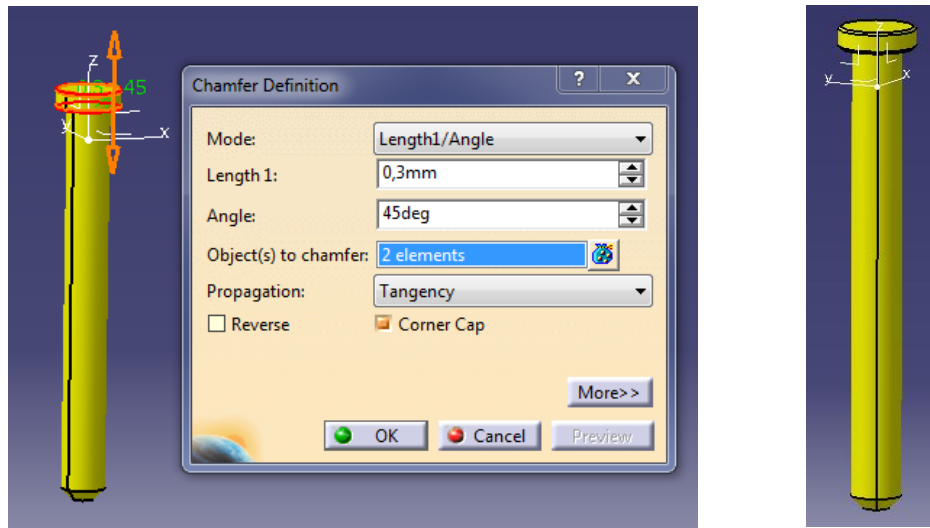 Chamfer Definition
? X
Mode: Length1/Angle
Length 1: 0,3mm
Angle: 45deg
Object(s) to chamfer: 2 elements
Propagation: Tangency
Reverse Corner Cap
More>>
OK Cancel Preview
z
45
y x
z
y x